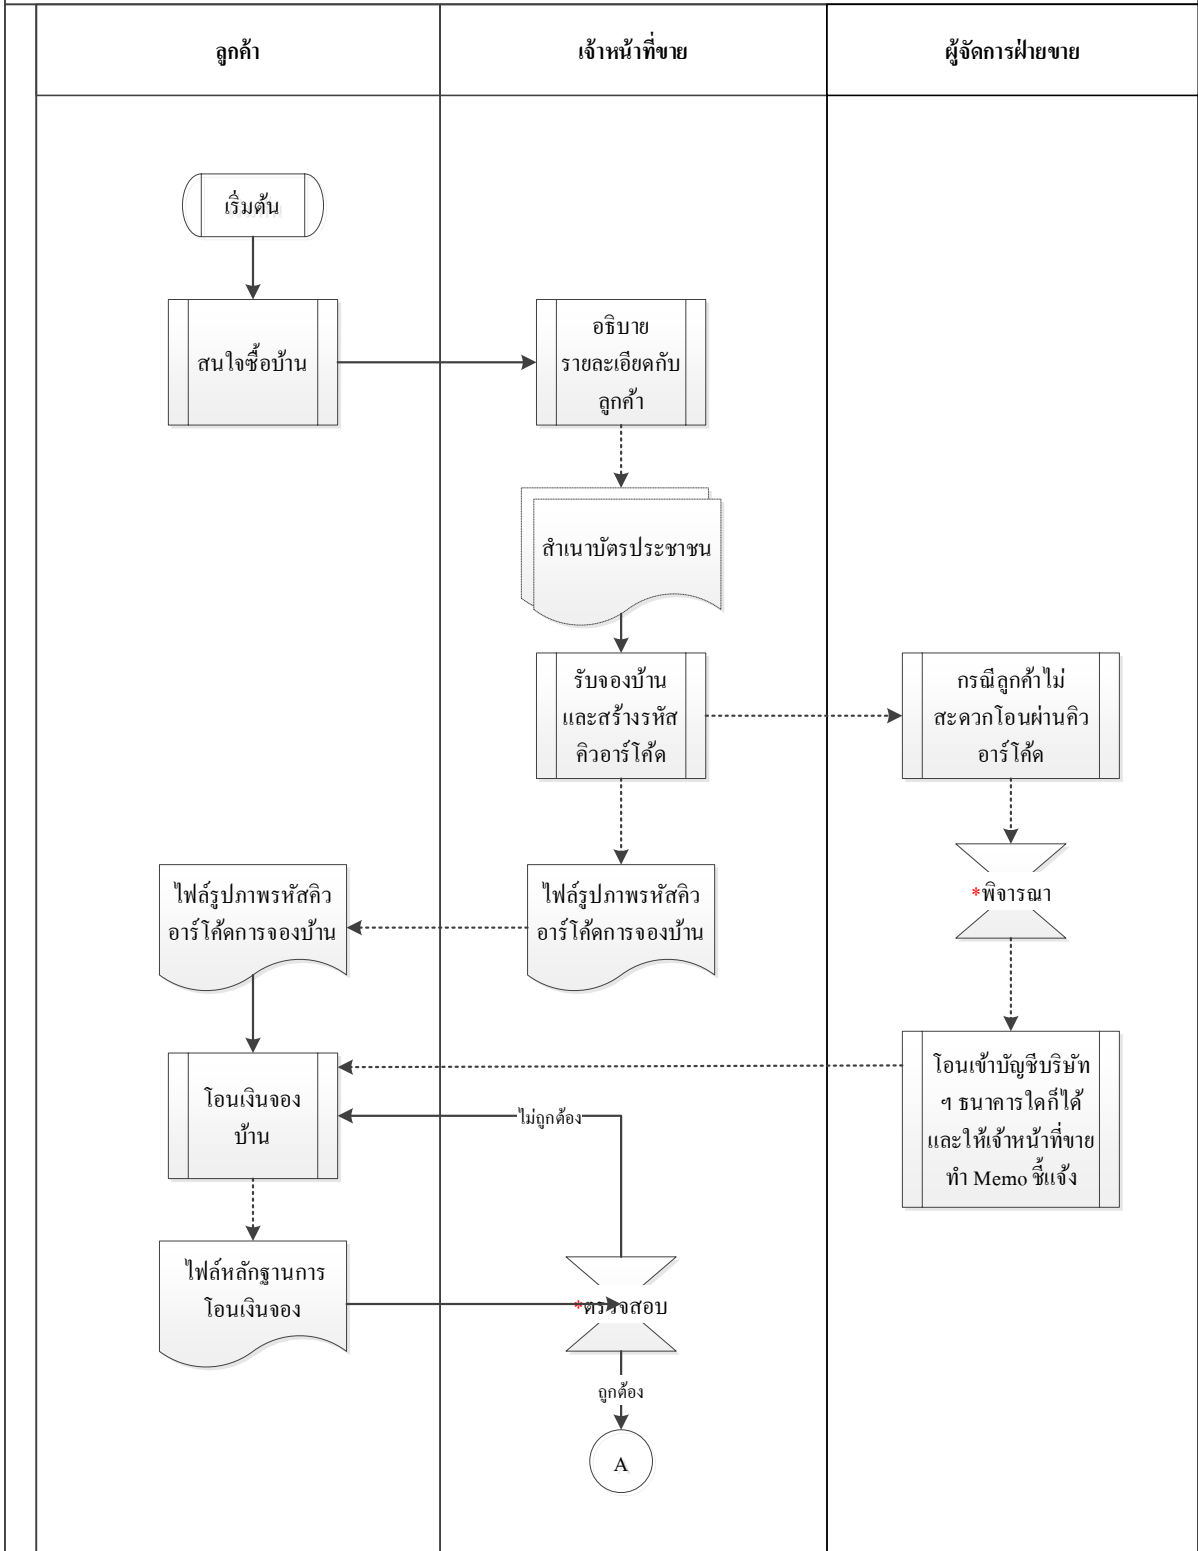 ลูกค้า
เจ้าหน้าที่ขาย
ผู้จัดการฝ่ายขาย
เริ่มต้น
สนใจซื้อบ้าน
อธิบาย
รายละเอียดกับ
ลูกค้า
สำเนาบัตรประชาชน
รับจองบ้าน
และสร้างรหัส
คิวอาร์โค้ด
กรณีลูกค้าไม่
สะดวกโอนผ่านคิว
อาร์โค้ด
*พิจารณา
ไฟล์รูปภาพรหัสคิว
อาร์โค้ดการจองบ้าน
ไฟล์รูปภาพรหัสคิว
อาร์โค้ดการจองบ้าน
โอนเงินจอง
บ้าน
ไม่ถูกต้อง
โอนเข้าบัญชีบริษัท
ฯ ธนาคารใดก็ได้
และให้เจ้าหน้าที่ขาย
ทำ Memo ชี้แจ้ง
ไฟล์หลักฐานการ
โอนเงินจอง
*ตรวจสอบ
ถูกต้อง
A